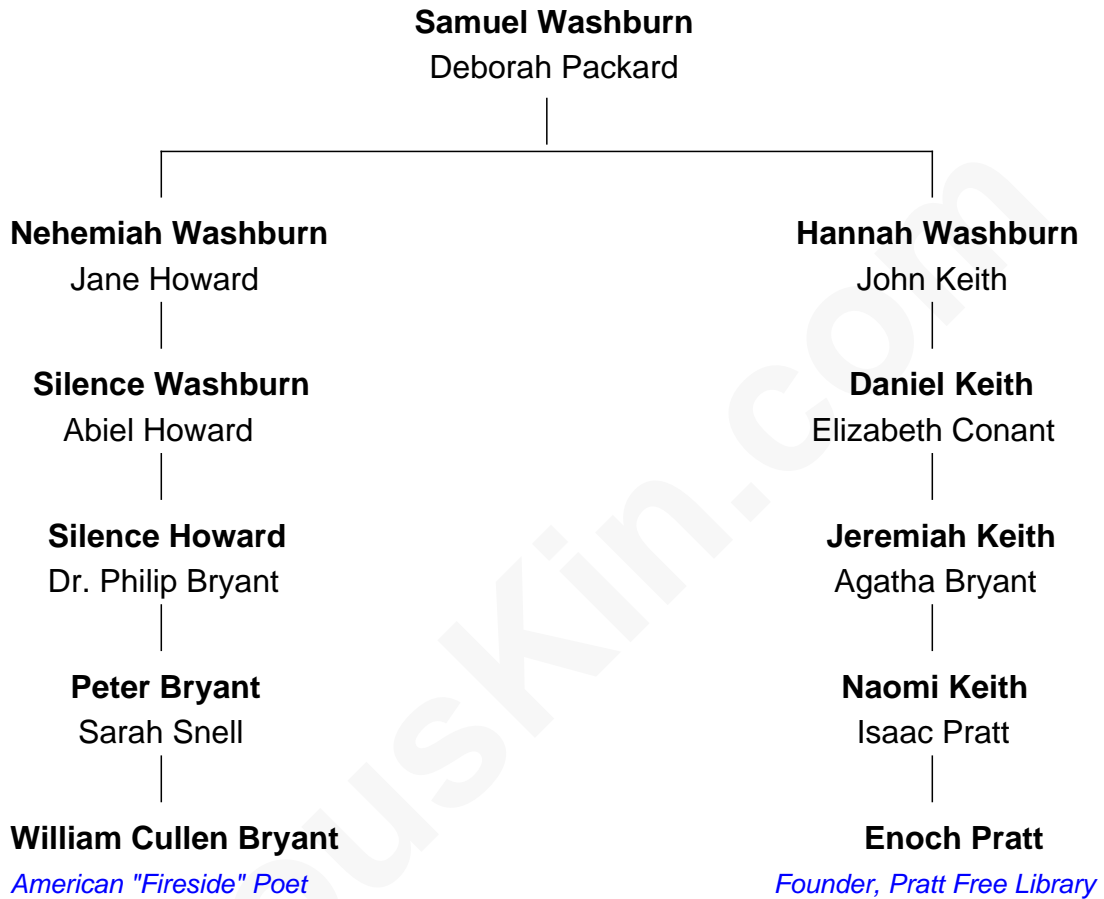 Samuel Washburn
Deborah Packard
Nehemiah Washburn
Jane Howard
Hannah Washburn
John Keith
Silence Washburn
Abiel Howard
Daniel Keith
Elizabeth Conant
Silence Howard
Dr. Philip Bryant
Jeremiah Keith
Agatha Bryant
Peter Bryant
Sarah Snell
Naomi Keith
Isaac Pratt
William Cullen Bryant
American "Fireside" Poet
Enoch Pratt
Founder, Pratt Free Library
ousKin.com